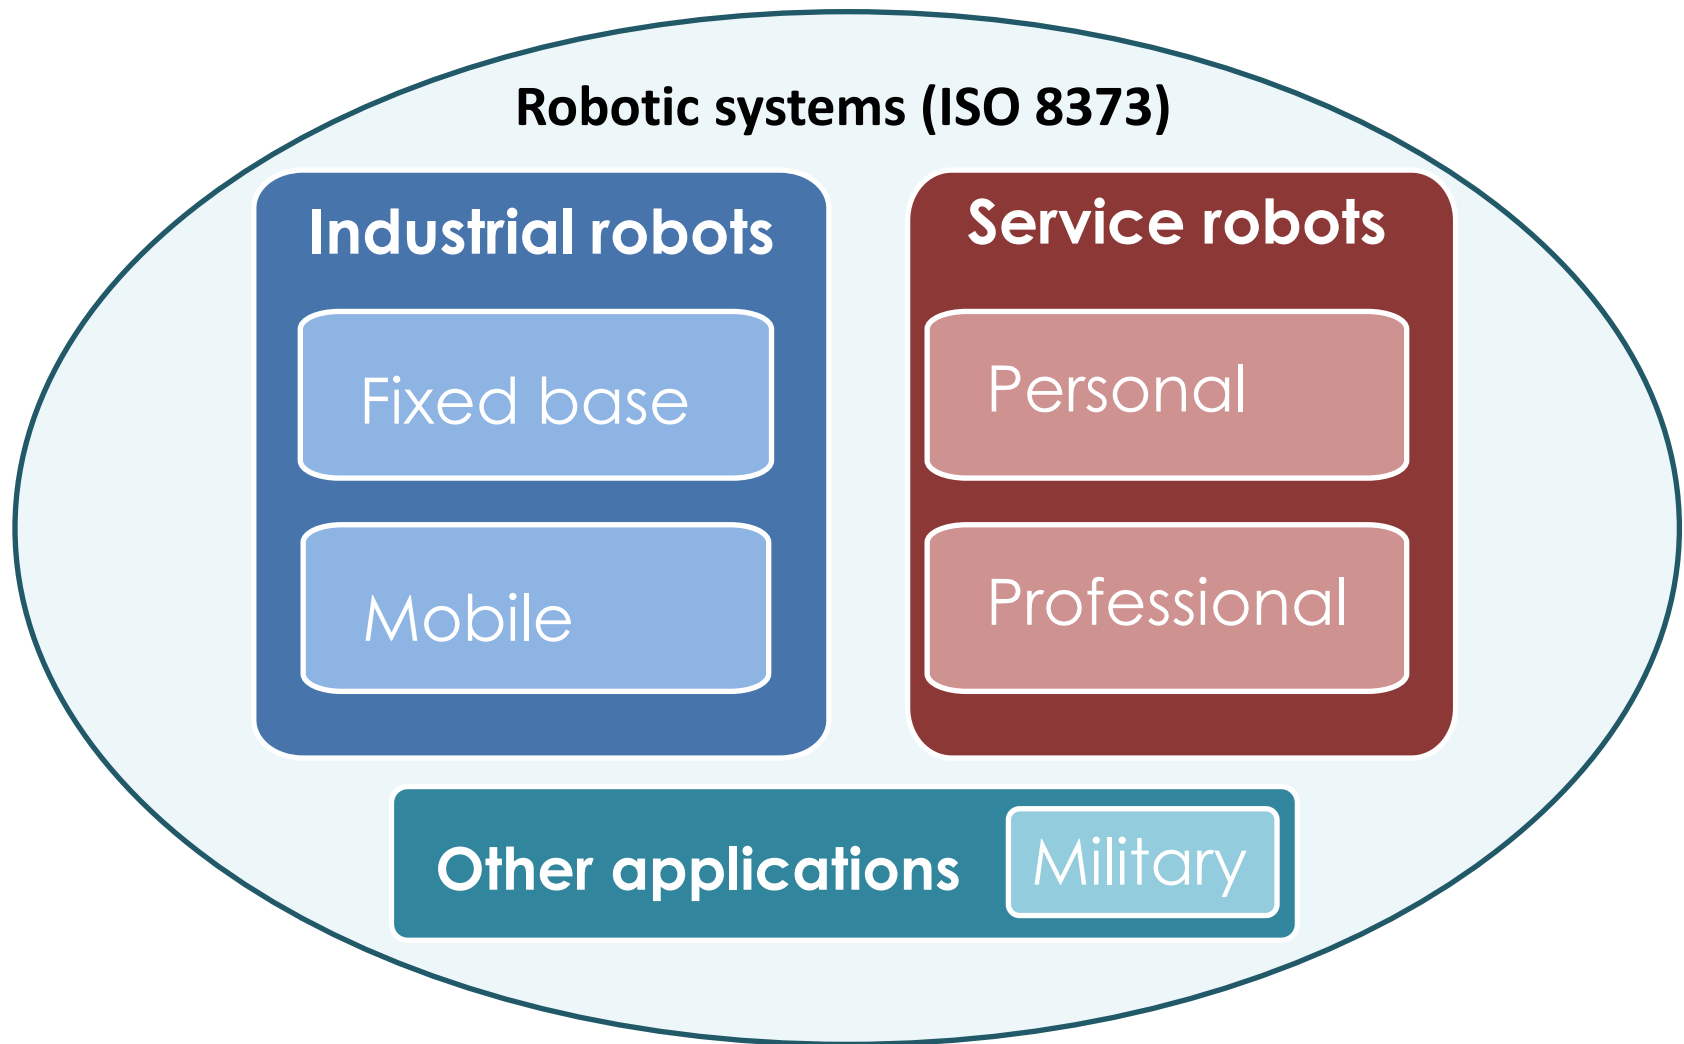 Robotic systems (ISO 8373)
Industrial robots
Fixed base
Mobile
Service robots
Personal
Professional
Other applications
Military